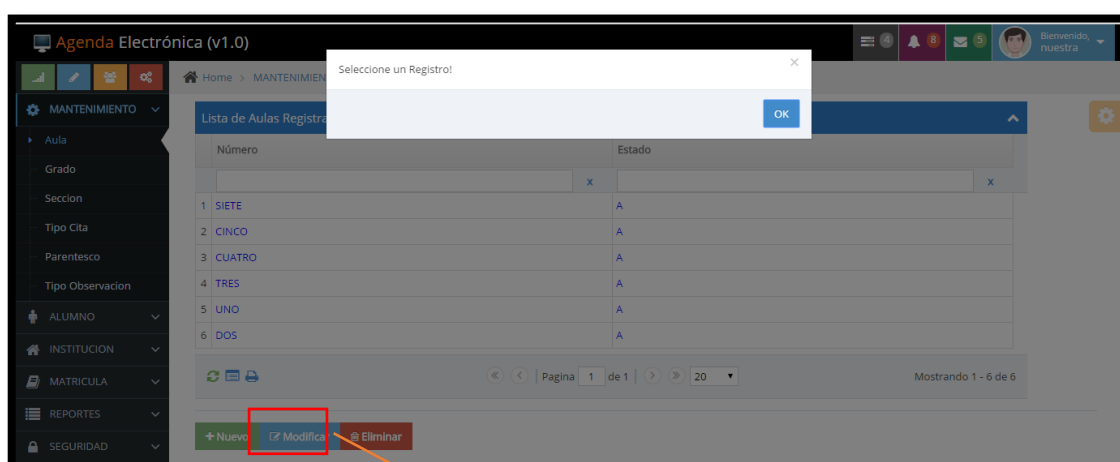 Agenda Electrónica (v1.0)
4
8
5
Bienvenido,
nuestra
Home > MANTENIMIEN
Seleccione un Registro!
×
OK
MANTENIMIENTO
Aula
Grado
Seccion
Tipo Cita
Parentesco
Tipo Observacion
ALUMNO
INSTITUCION
MATRICULA
REPORTES
SEGURIDAD
Lista de Aulas Registra
Número Estado
x x
1 SIETE A
2 CINCO A
3 CUATRO A
4 TRES A
5 UNO A
6 DOS A
Pagina 1 de 1 20 Mostrando 1 - 6 de 6
+ Nuevo Modificar Eliminar